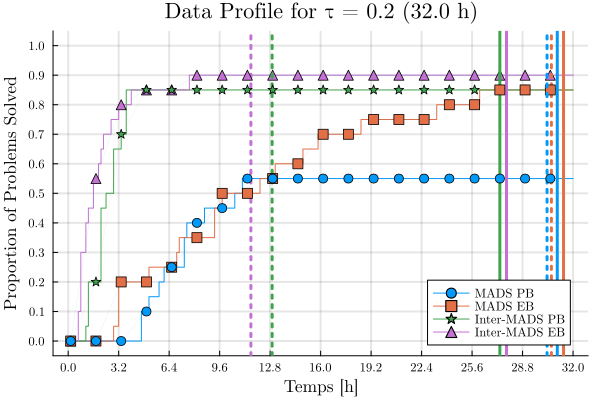 Data Profile for τ = 0.2 (32.0 h)
Proportion of Problems Solved
1.0
0.9
0.8
0.7
0.6
0.5
0.4
0.3
0.2
0.1
0.0
0.0 3.2 6.4 9.6 12.8 16.0 19.2 22.4 25.6 28.8 32.0
Temps [h]
MADS PB
MADS EB
Inter-MADS PB
Inter-MADS EB